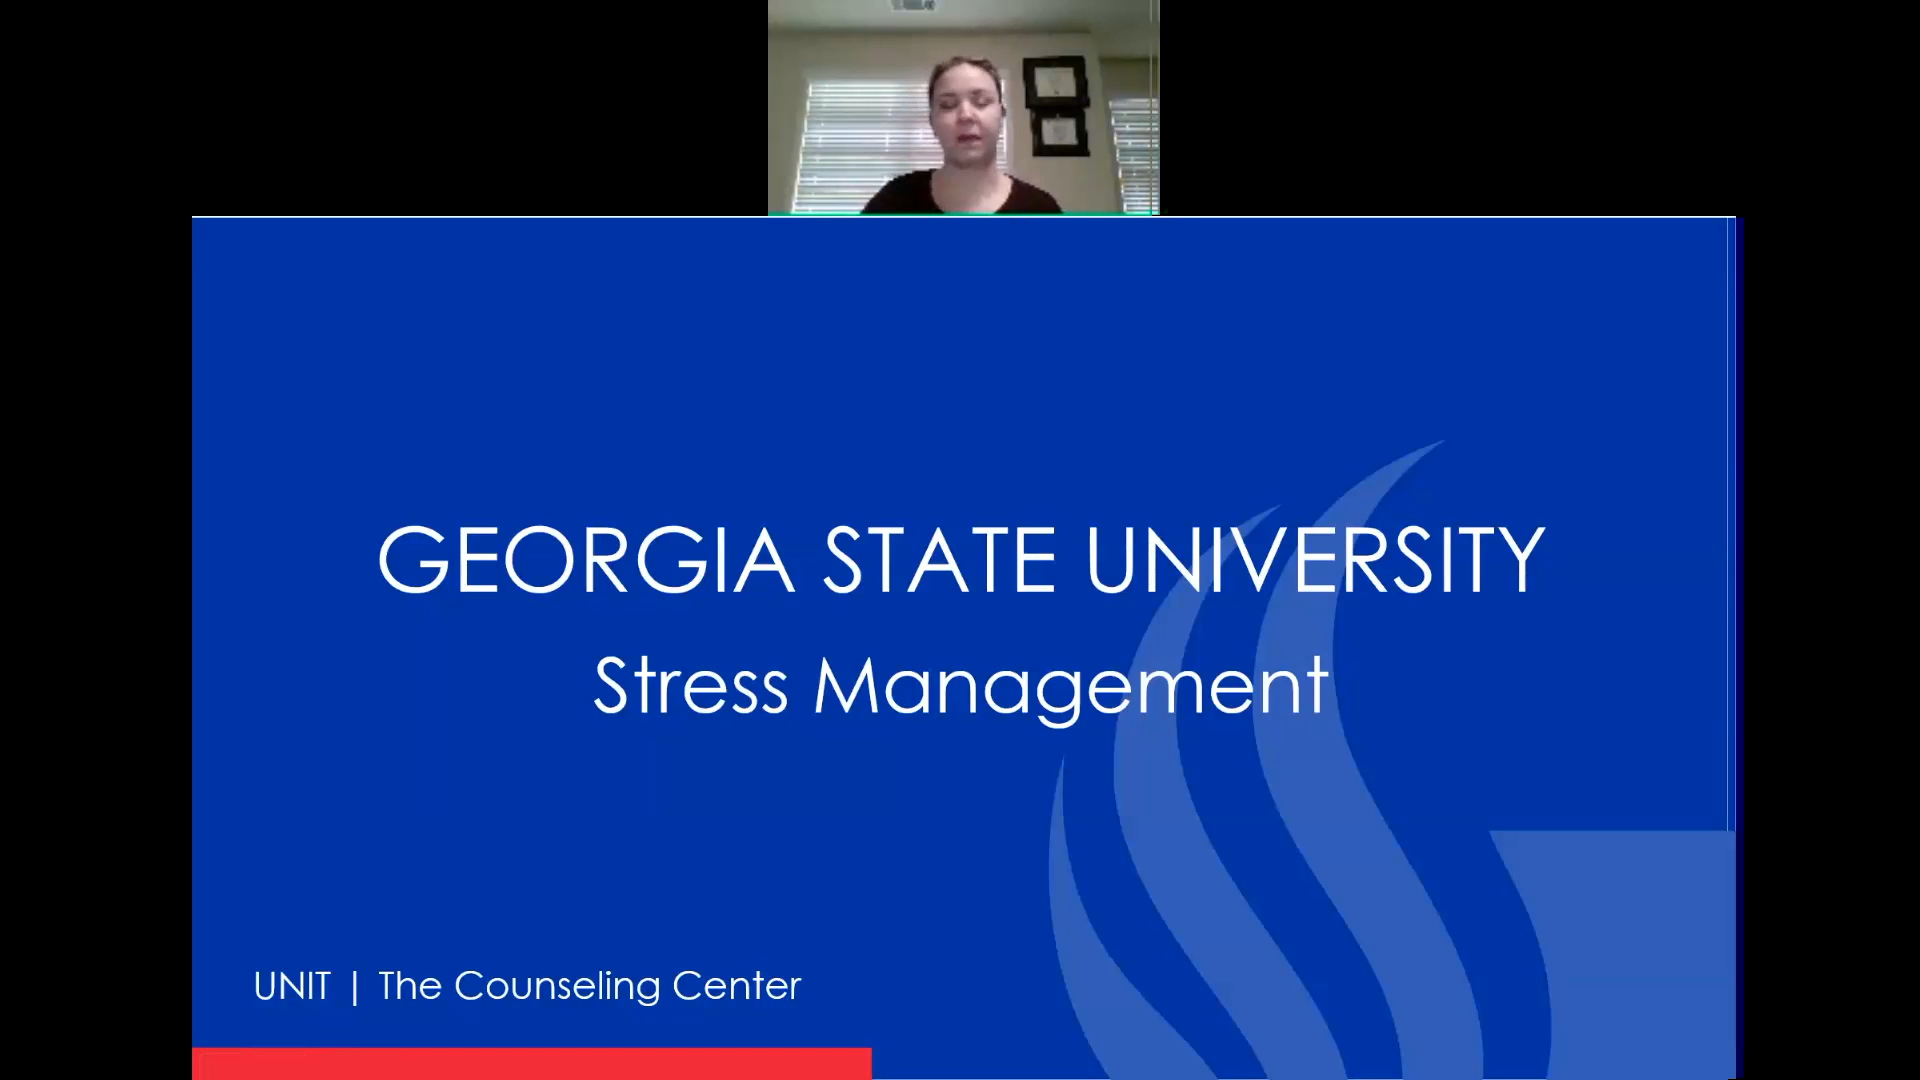 GEORGIA STATE UNIVERSITY
Stress Management
UNIT | The Counseling Center